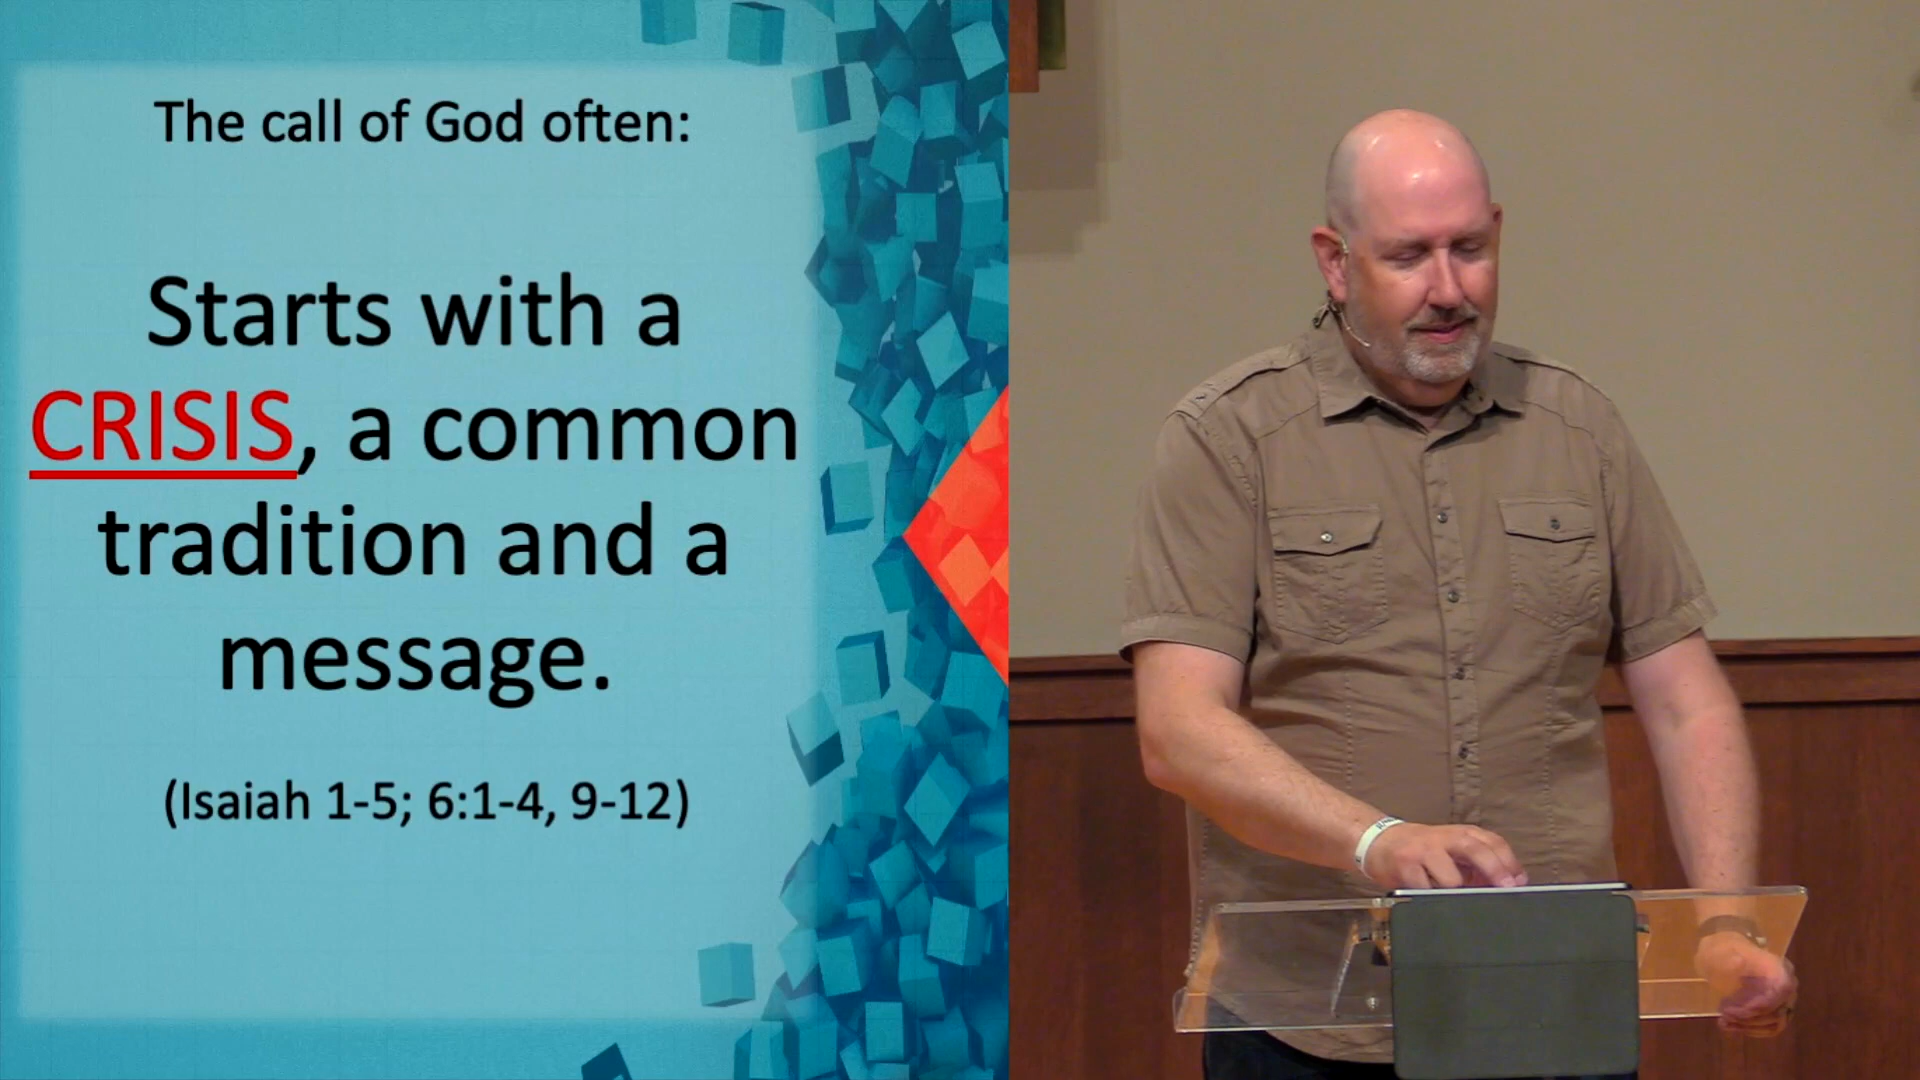 The call of God often:
Starts with a
CRISIS, a common
tradition and a
message.
(Isaiah 1-5; 6:1-4, 9-12)